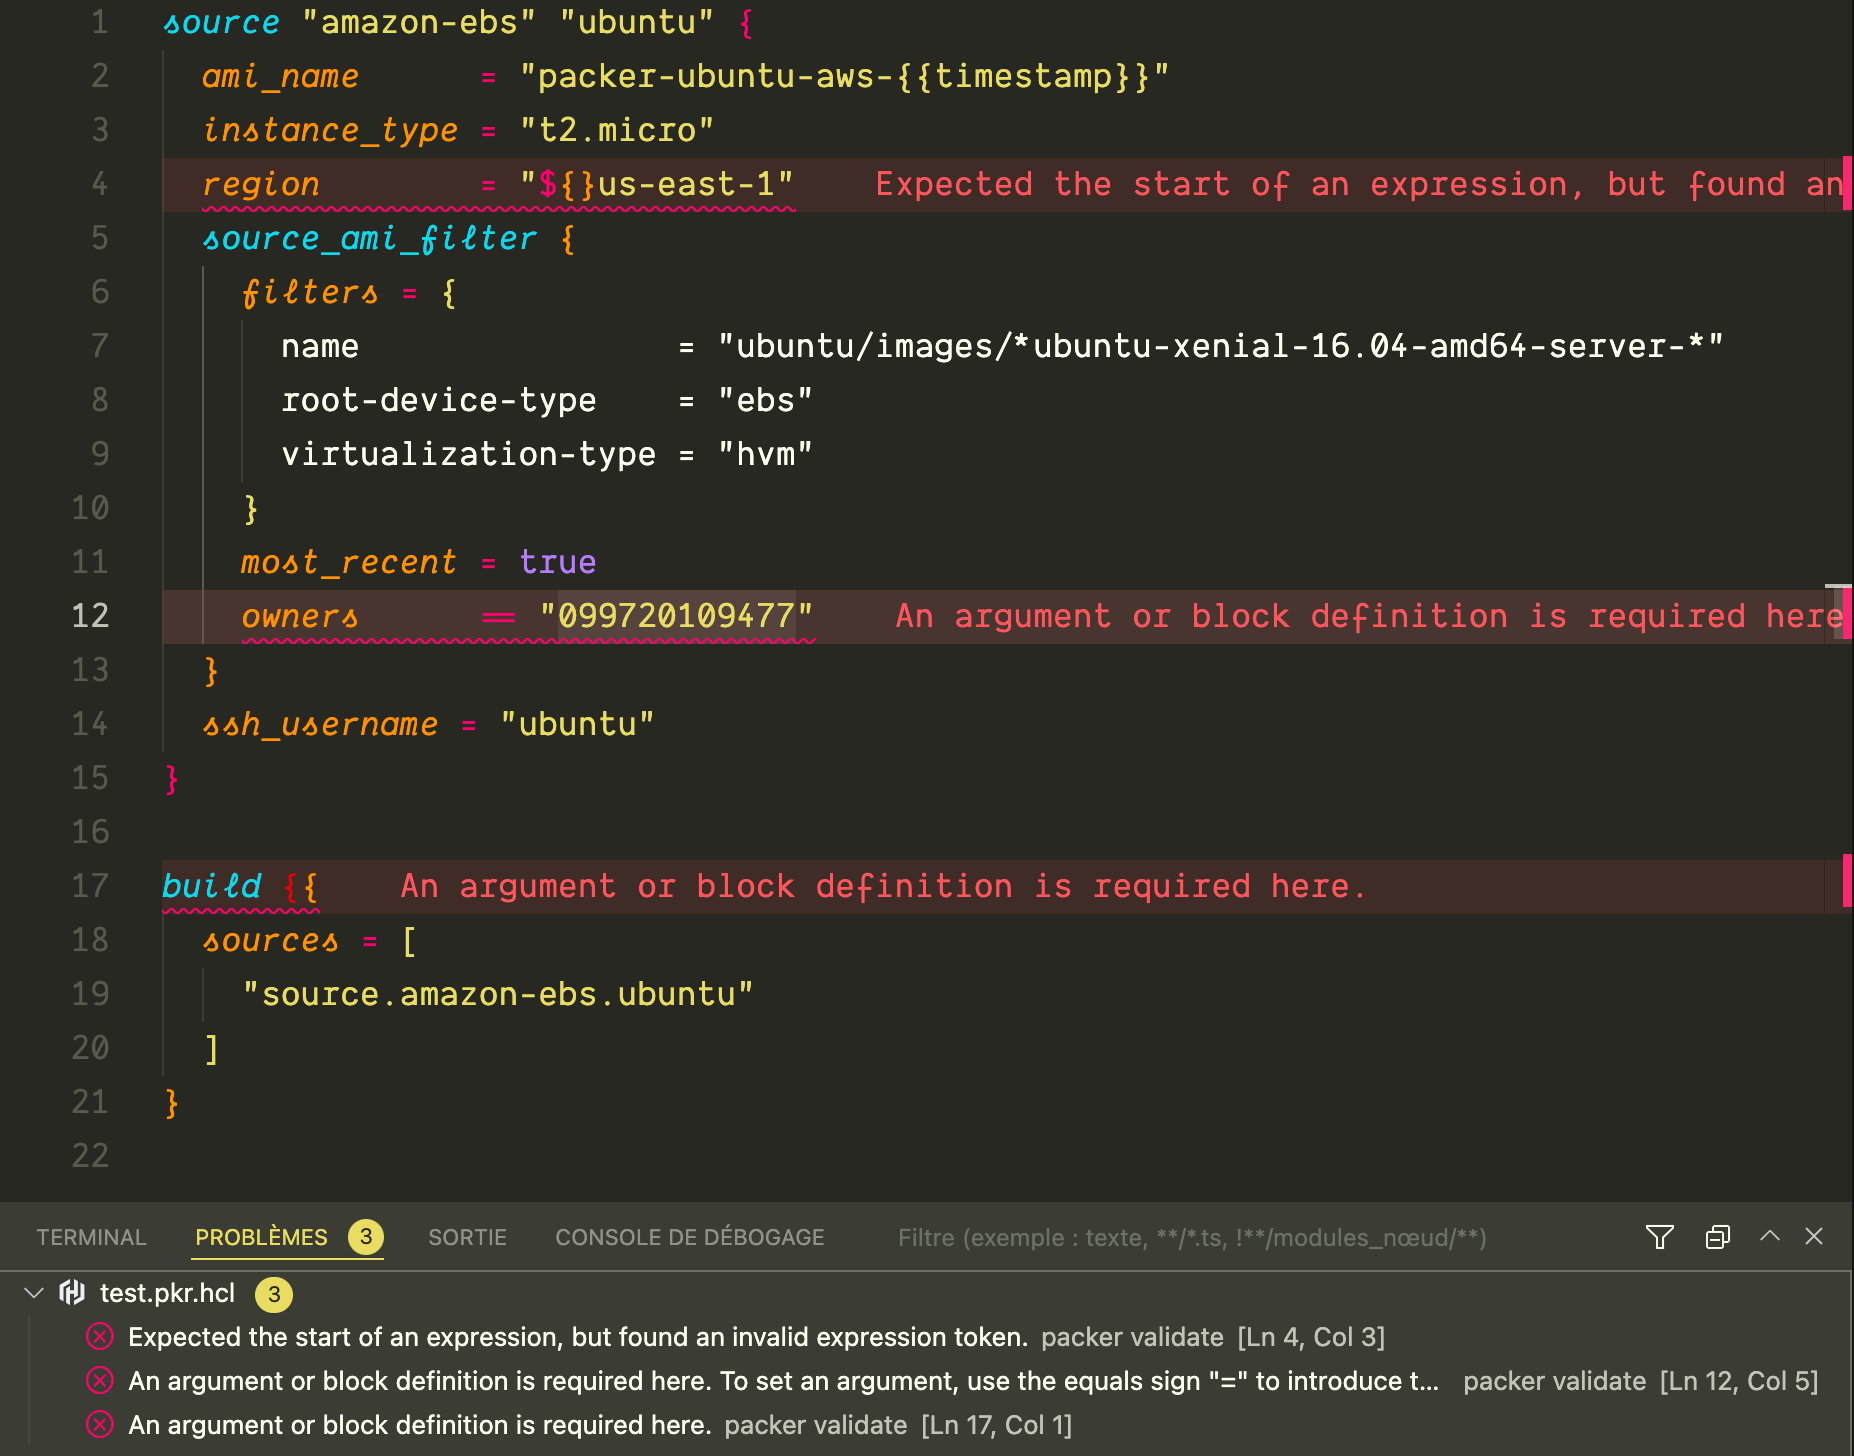 1 source "amazon-ebs" "ubuntu" {
2 ami_name = "packer-ubuntu-aws-{{timestamp}}"
3 instance_type = "t2.micro"
4 region = "${}us-east-1" Expected the start of an expression, but found an
5 source_ami_filter {
6 filters = {
7 name = "ubuntu/images/*ubuntu-xenial-16.04-amd64-server-*"
8 root-device-type = "ebs"
9 virtualization-type = "hvm"
10 }
11 most_recent = true
12 owners == "099720109477" An argument or block definition is required here
13 }
14 ssh_username = "ubuntu"
15 }
16
17 build {{ An argument or block definition is required here.
18 sources = [
19 "source.amazon-ebs.ubuntu"
20 ]
21 }
22
TERMINAL PROBLÈMES 3 SORTIE CONSOLE DE DÉBOGAGE Filtre (exemple : texte, **/*.ts, !**/modules_nœud/**)
test.pkr.hcl 3
Expected the start of an expression, but found an invalid expression token. packer validate [Ln 4, Col 3]
An argument or block definition is required here. To set an argument, use the equals sign "=" to introduce t... packer validate [Ln 12, Col 5]
An argument or block definition is required here. packer validate [Ln 17, Col 1]